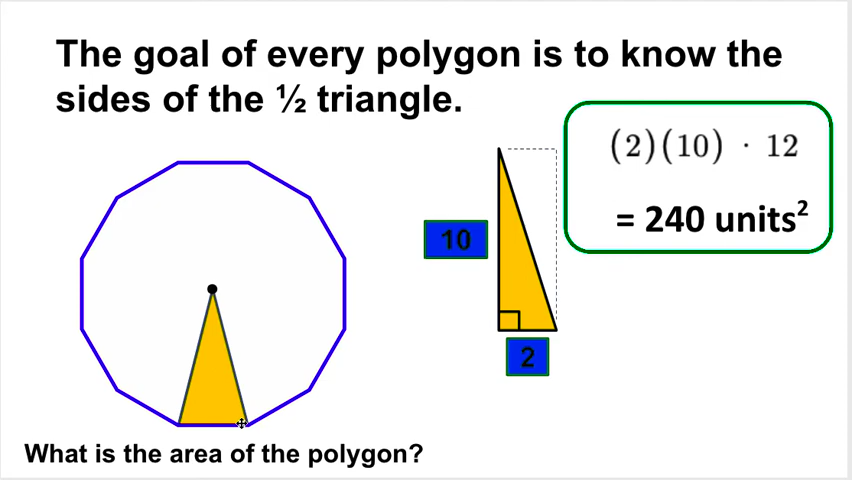 The goal of every polygon is to know the
sides of the ½ triangle.
(2)(10) · 12
= 240 units²
10
2
What is the area of the polygon?